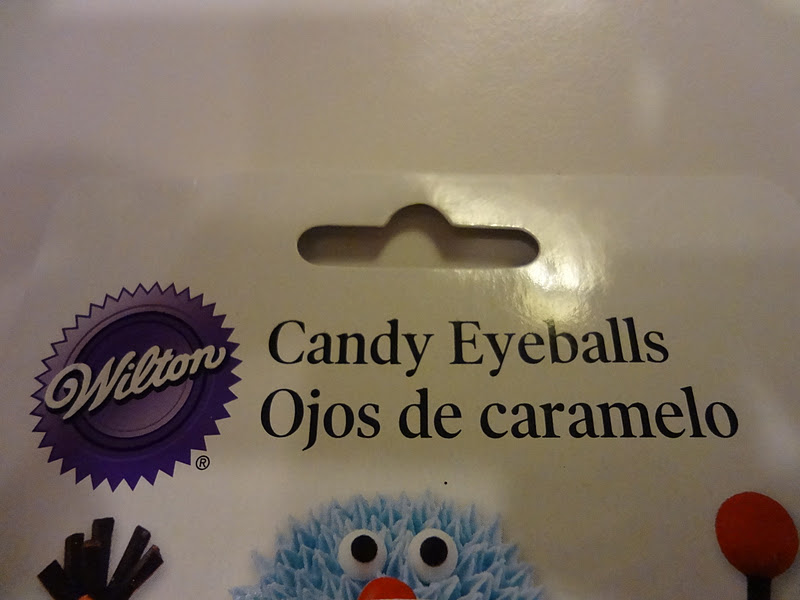 Wilton
®
Candy Eyeballs
Ojos de caramelo